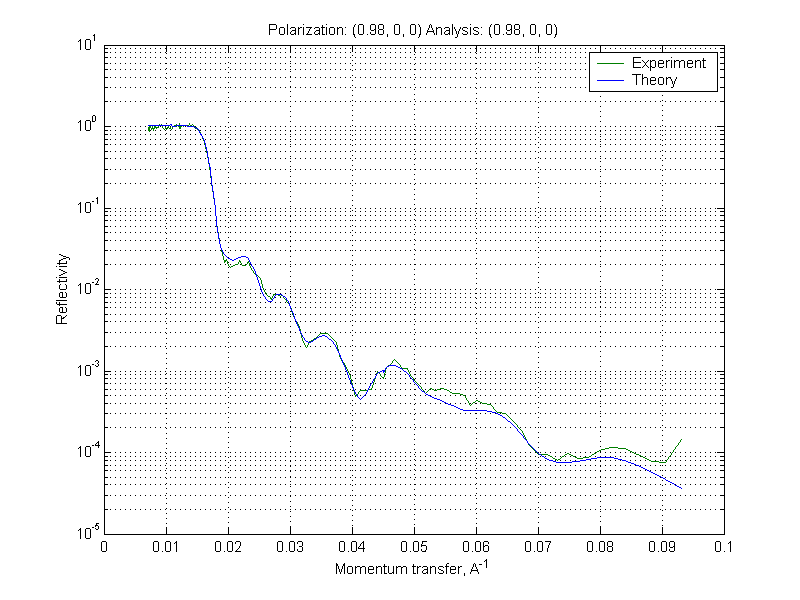 Polarization: (0.98, 0, 0) Analysis: (0.98, 0, 0)
Experiment
Theory
10^1
10^0
10^-1
10^-2
10^-3
10^-4
10^-5
Reflectivity
0 0.01 0.02 0.03 0.04 0.05 0.06 0.07 0.08 0.09 0.1
Momentum transfer, A^-1